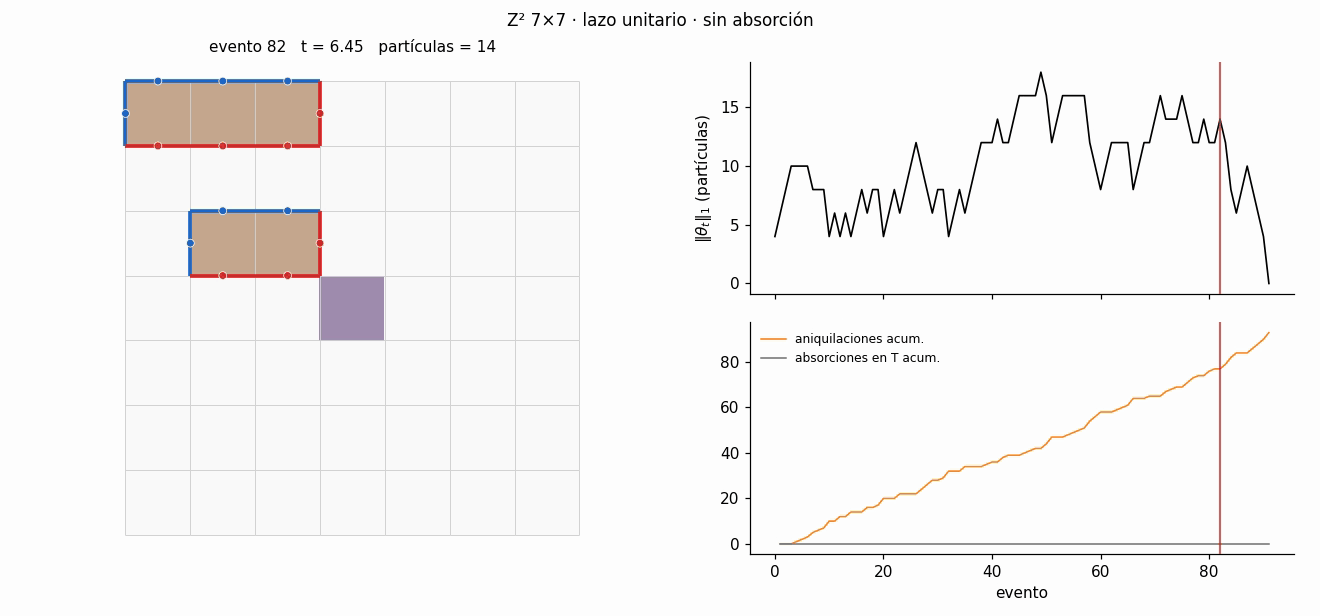 Z² 7×7 · lazo unitario · sin absorción
evento 82   t = 6.45   partículas = 14
‖θₜ‖₁ (partículas)
15
10
5
0
aniquilaciones acum.
absorciones en T acum.
80
60
40
20
0
0
20
40
60
80
evento